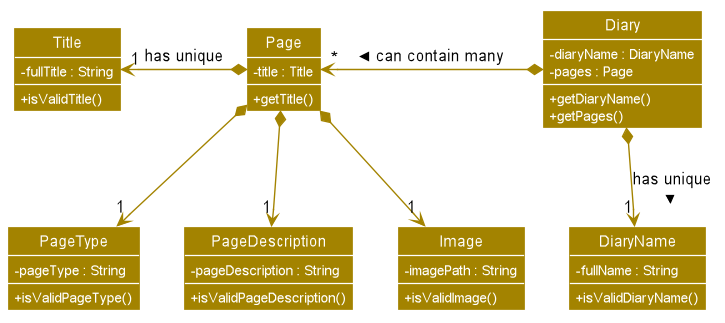 Title
-fullTitle : String
+isValidTitle()
1 has unique
Page
-title : Title
+getTitle()
* ◄ can contain many
Diary
-diaryName : DiaryName
-pages : Page
+getDiaryName()
+getPages()
has unique
▼
1
1
1
1
PageType
-pageType : String
+isValidPageType()
PageDescription
-pageDescription : String
+isValidPageDescription()
Image
-imagePath : String
+isValidImage()
DiaryName
-fullName : String
+isValidDiaryName()